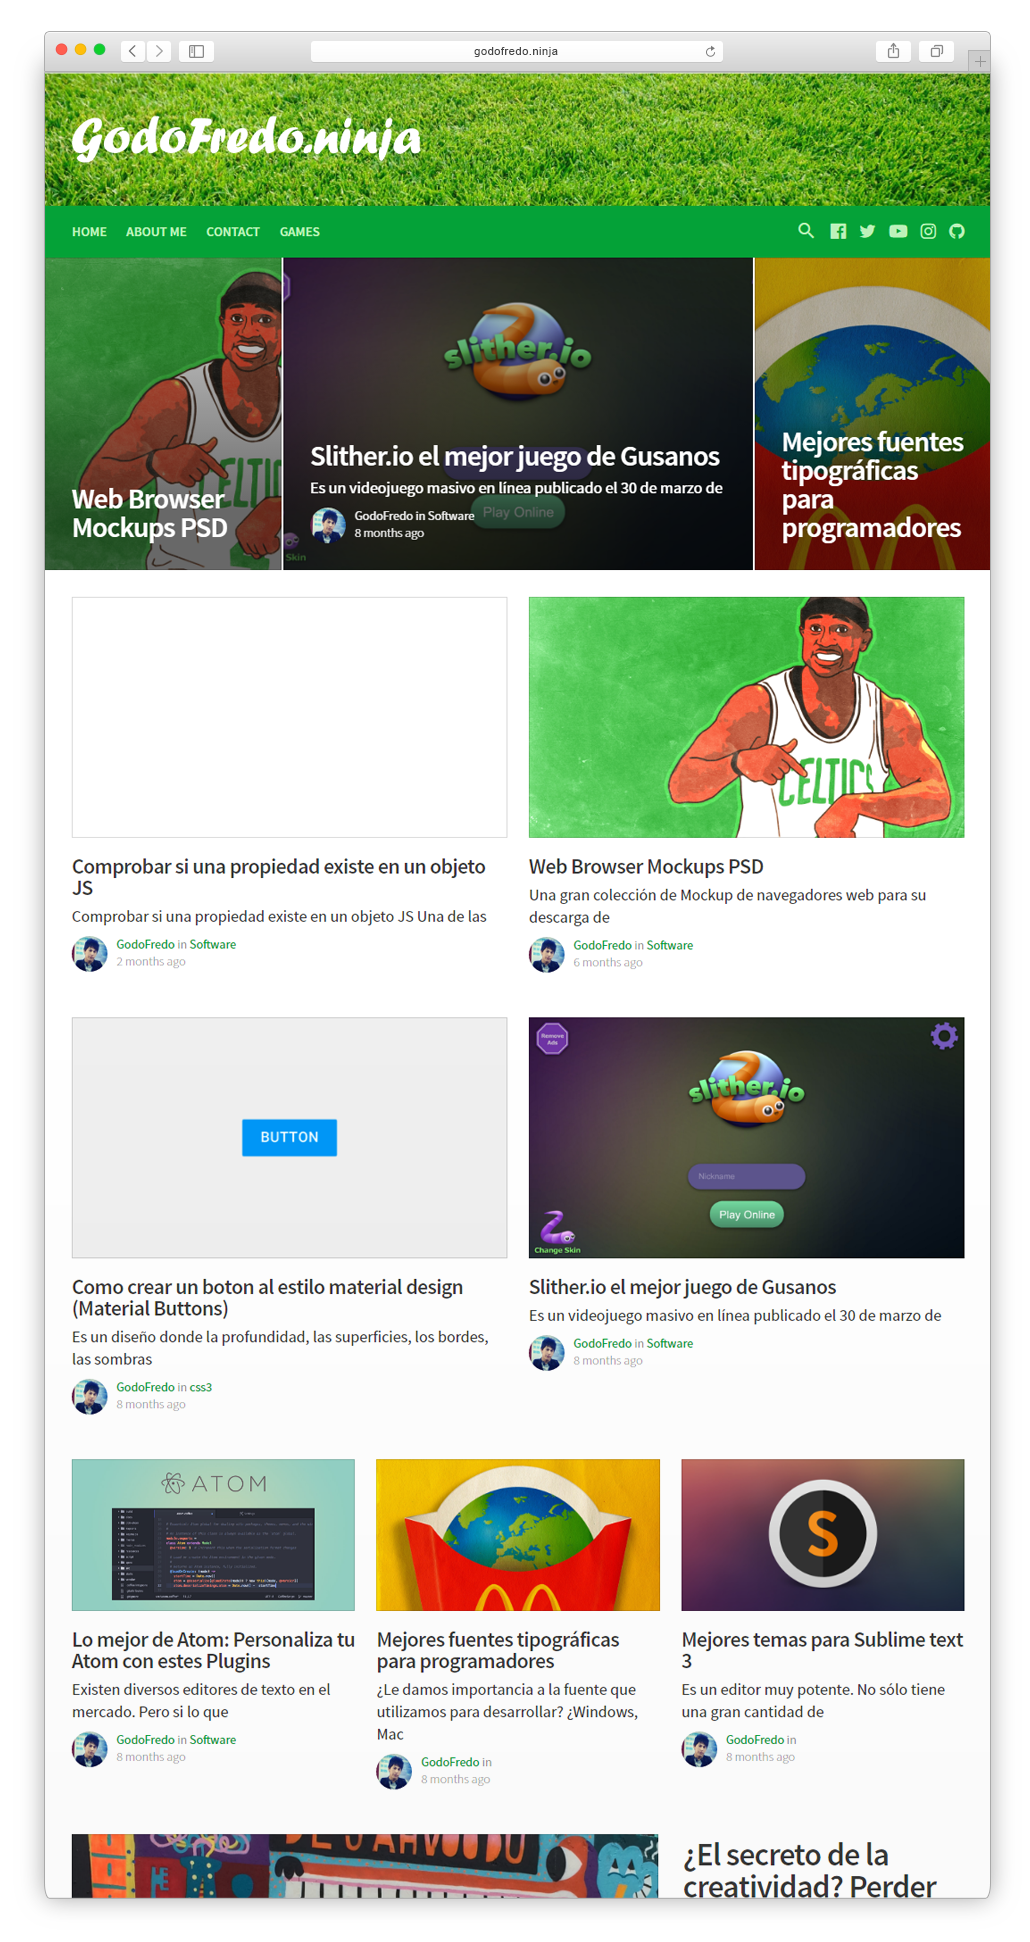 godofredo.ninja
GodoFredo.ninja
HOME ABOUT ME CONTACT GAMES
CELTIC
Web Browser
Mockups PSD
slither.io
Slither.io el mejor juego de Gusanos
Es un videojuego masivo en línea publicado el 30 de marzo de
GodoFredo in Software
8 months ago
Play Online
Skin
Mejores fuentes
tipográficas
para
programadores
CELTICS
Comprobar si una propiedad existe en un objeto
JS
Comprobar si una propiedad existe en un objeto JS Una de las
GodoFredo in Software
2 months ago
Web Browser Mockups PSD
Una gran colección de Mockup de navegadores web para su
descarga de
GodoFredo in Software
6 months ago
BUTTON
Remove
Ads
slither.io
Nickname
Play Online
Change Skin
Como crear un boton al estilo material design
(Material Buttons)
Es un diseño donde la profundidad, las superficies, los bordes,
las sombras
GodoFredo in css3
8 months ago
Slither.io el mejor juego de Gusanos
Es un videojuego masivo en línea publicado el 30 de marzo de
GodoFredo in Software
8 months ago
ATOM
S
Lo mejor de Atom: Personaliza tu
Atom con estes Plugins
Existen diversos editores de texto en el
mercado. Pero si lo que
GodoFredo in Software
8 months ago
Mejores fuentes tipográficas
para programadores
¿Le damos importancia a la fuente que
utilizamos para desarrollar? ¿Windows,
Mac
GodoFredo in
8 months ago
Mejores temas para Sublime text
3
Es un editor muy potente. No sólo tiene
una gran cantidad de
GodoFredo in
8 months ago
¿El secreto de la
creatividad? Perder